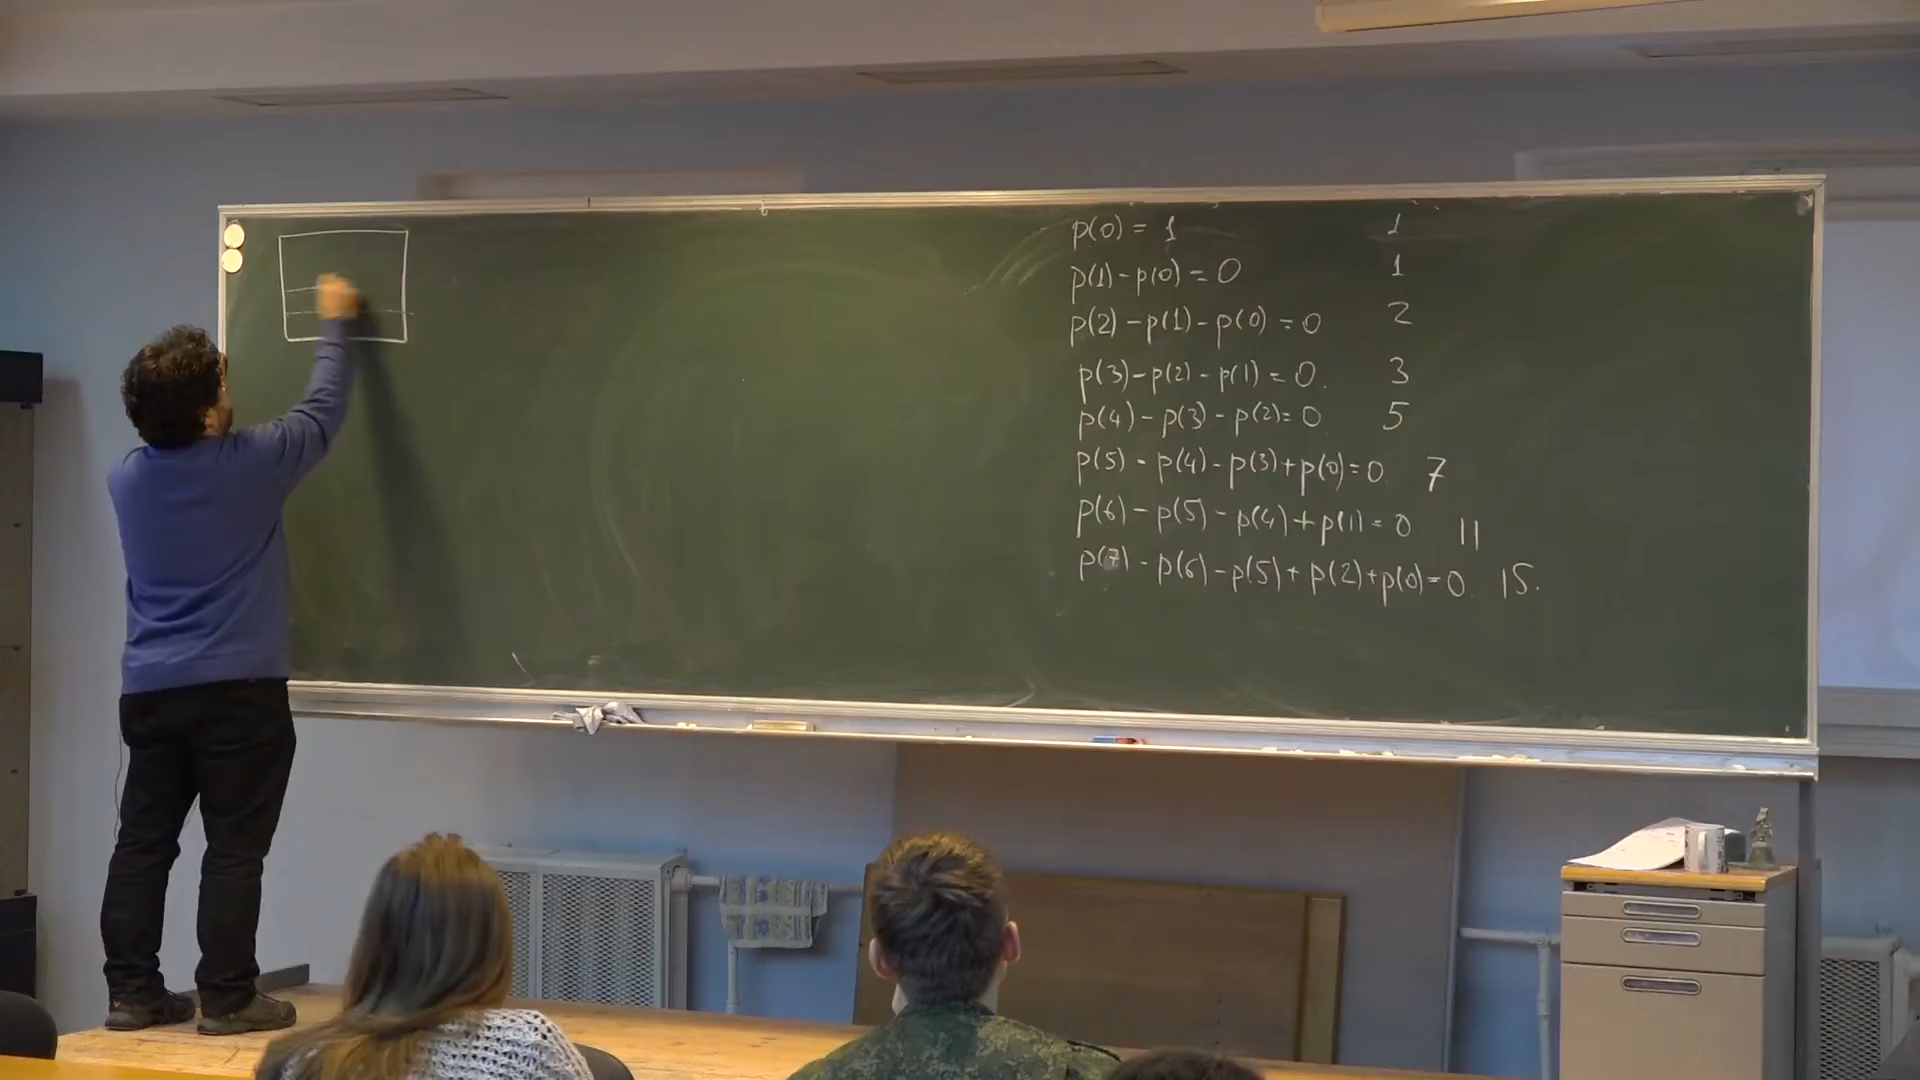 p(0) = 1 1
p(1) - p(0) = 0 1
p(2) - p(1) - p(0) = 0 2
p(3) - p(2) - p(1) = 0. 3
p(4) - p(3) - p(2) = 0 5
p(5) - p(4) - p(3) + p(0) = 0 7
p(6) - p(5) - p(4) + p(1) = 0 11
p(7) - p(6) - p(5) + p(2) + p(0) = 0. 15.